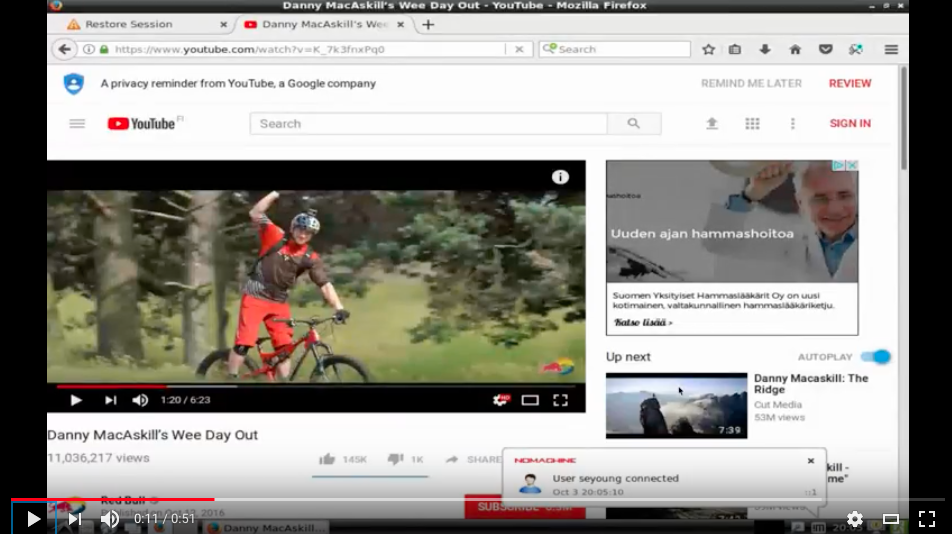 Danny MacAskill's Wee Day Out - YouTube - Mozilla Firefox
Restore Session
Danny MacAskill's Wee
https://www.youtube.com/watch?v=K_7k3fnxPq0
Search
A privacy reminder from YouTube, a Google company
REMIND ME LATER
REVIEW
YouTube FI
Search
SIGN IN
Uuden ajan hammashoitoa
Suomen Yksityiset Hammaslääkärit Oy on uusi
kotimainen, valtakunnallinen hammaslääkäriketju.
Katso lisää >
1:20 / 6:23
HD
Up next
AUTOPLAY
Danny Macaskill: The
Ridge
Cut Media
53M views
7:39
Danny MacAskill's Wee Day Out
11,036,217 views
145K
1K
SHARE
NOMACHINE
User seyoung connected
Oct 3 20:05:10
Red Bull
SUBSCRIBE
0:11 / 0:51
Danny MacAskill's Wee Day Out